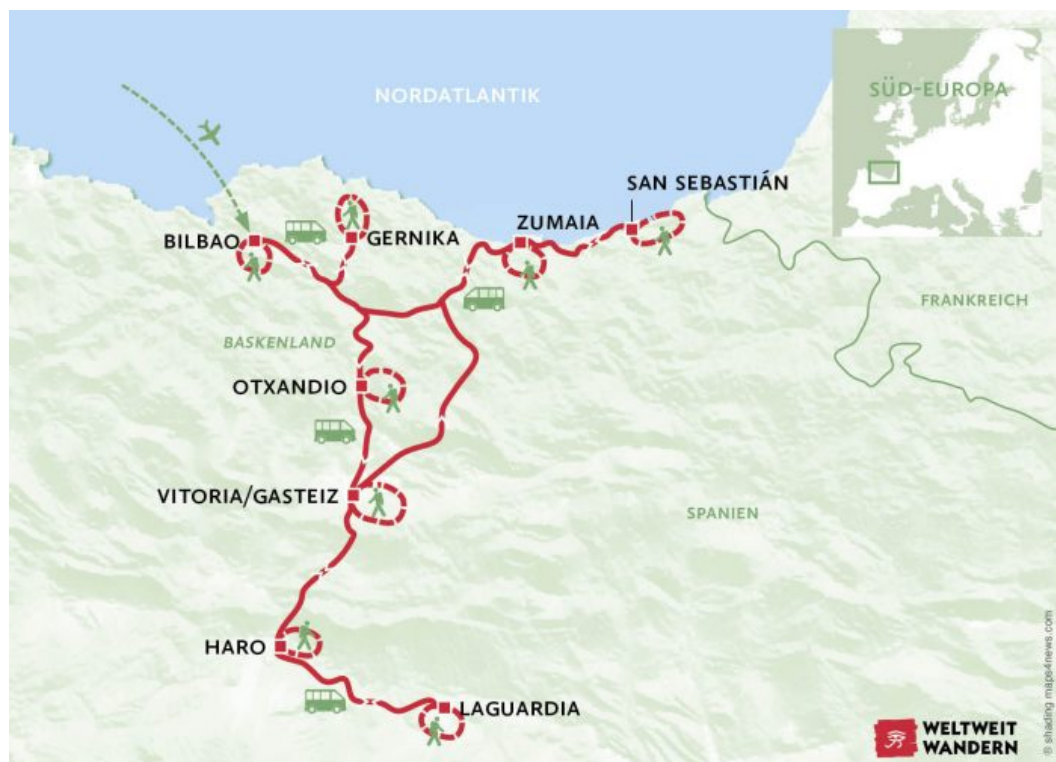 NORDATLANTIK
SÜD-EUROPA
SAN SEBASTIÁN
ZUMAIA
BILBAO
GERNIKA
FRANKREICH
BASKENLAND
OTXANDIO
VITORIA/GASTEIZ
SPANIEN
HARO
LAGUARDIA
WELTWEIT
WANDERN
© shading maps4news.com